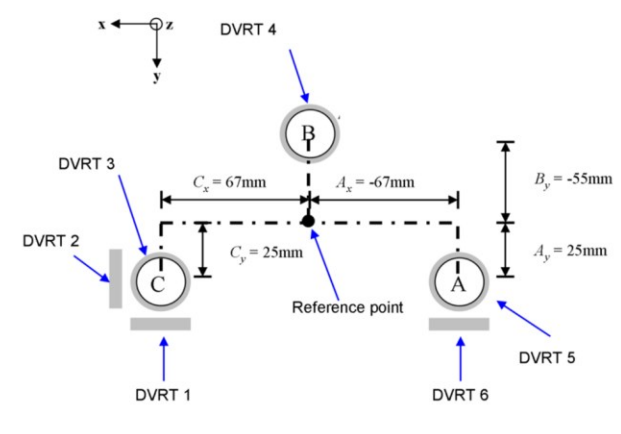 x z
y
DVRT 4
B
DVRT 3
Cx = 67mm
Ax = -67mm
By = -55mm
DVRT 2
Cy = 25mm
Ay = 25mm
C
A
Reference point
DVRT 5
DVRT 1
DVRT 6